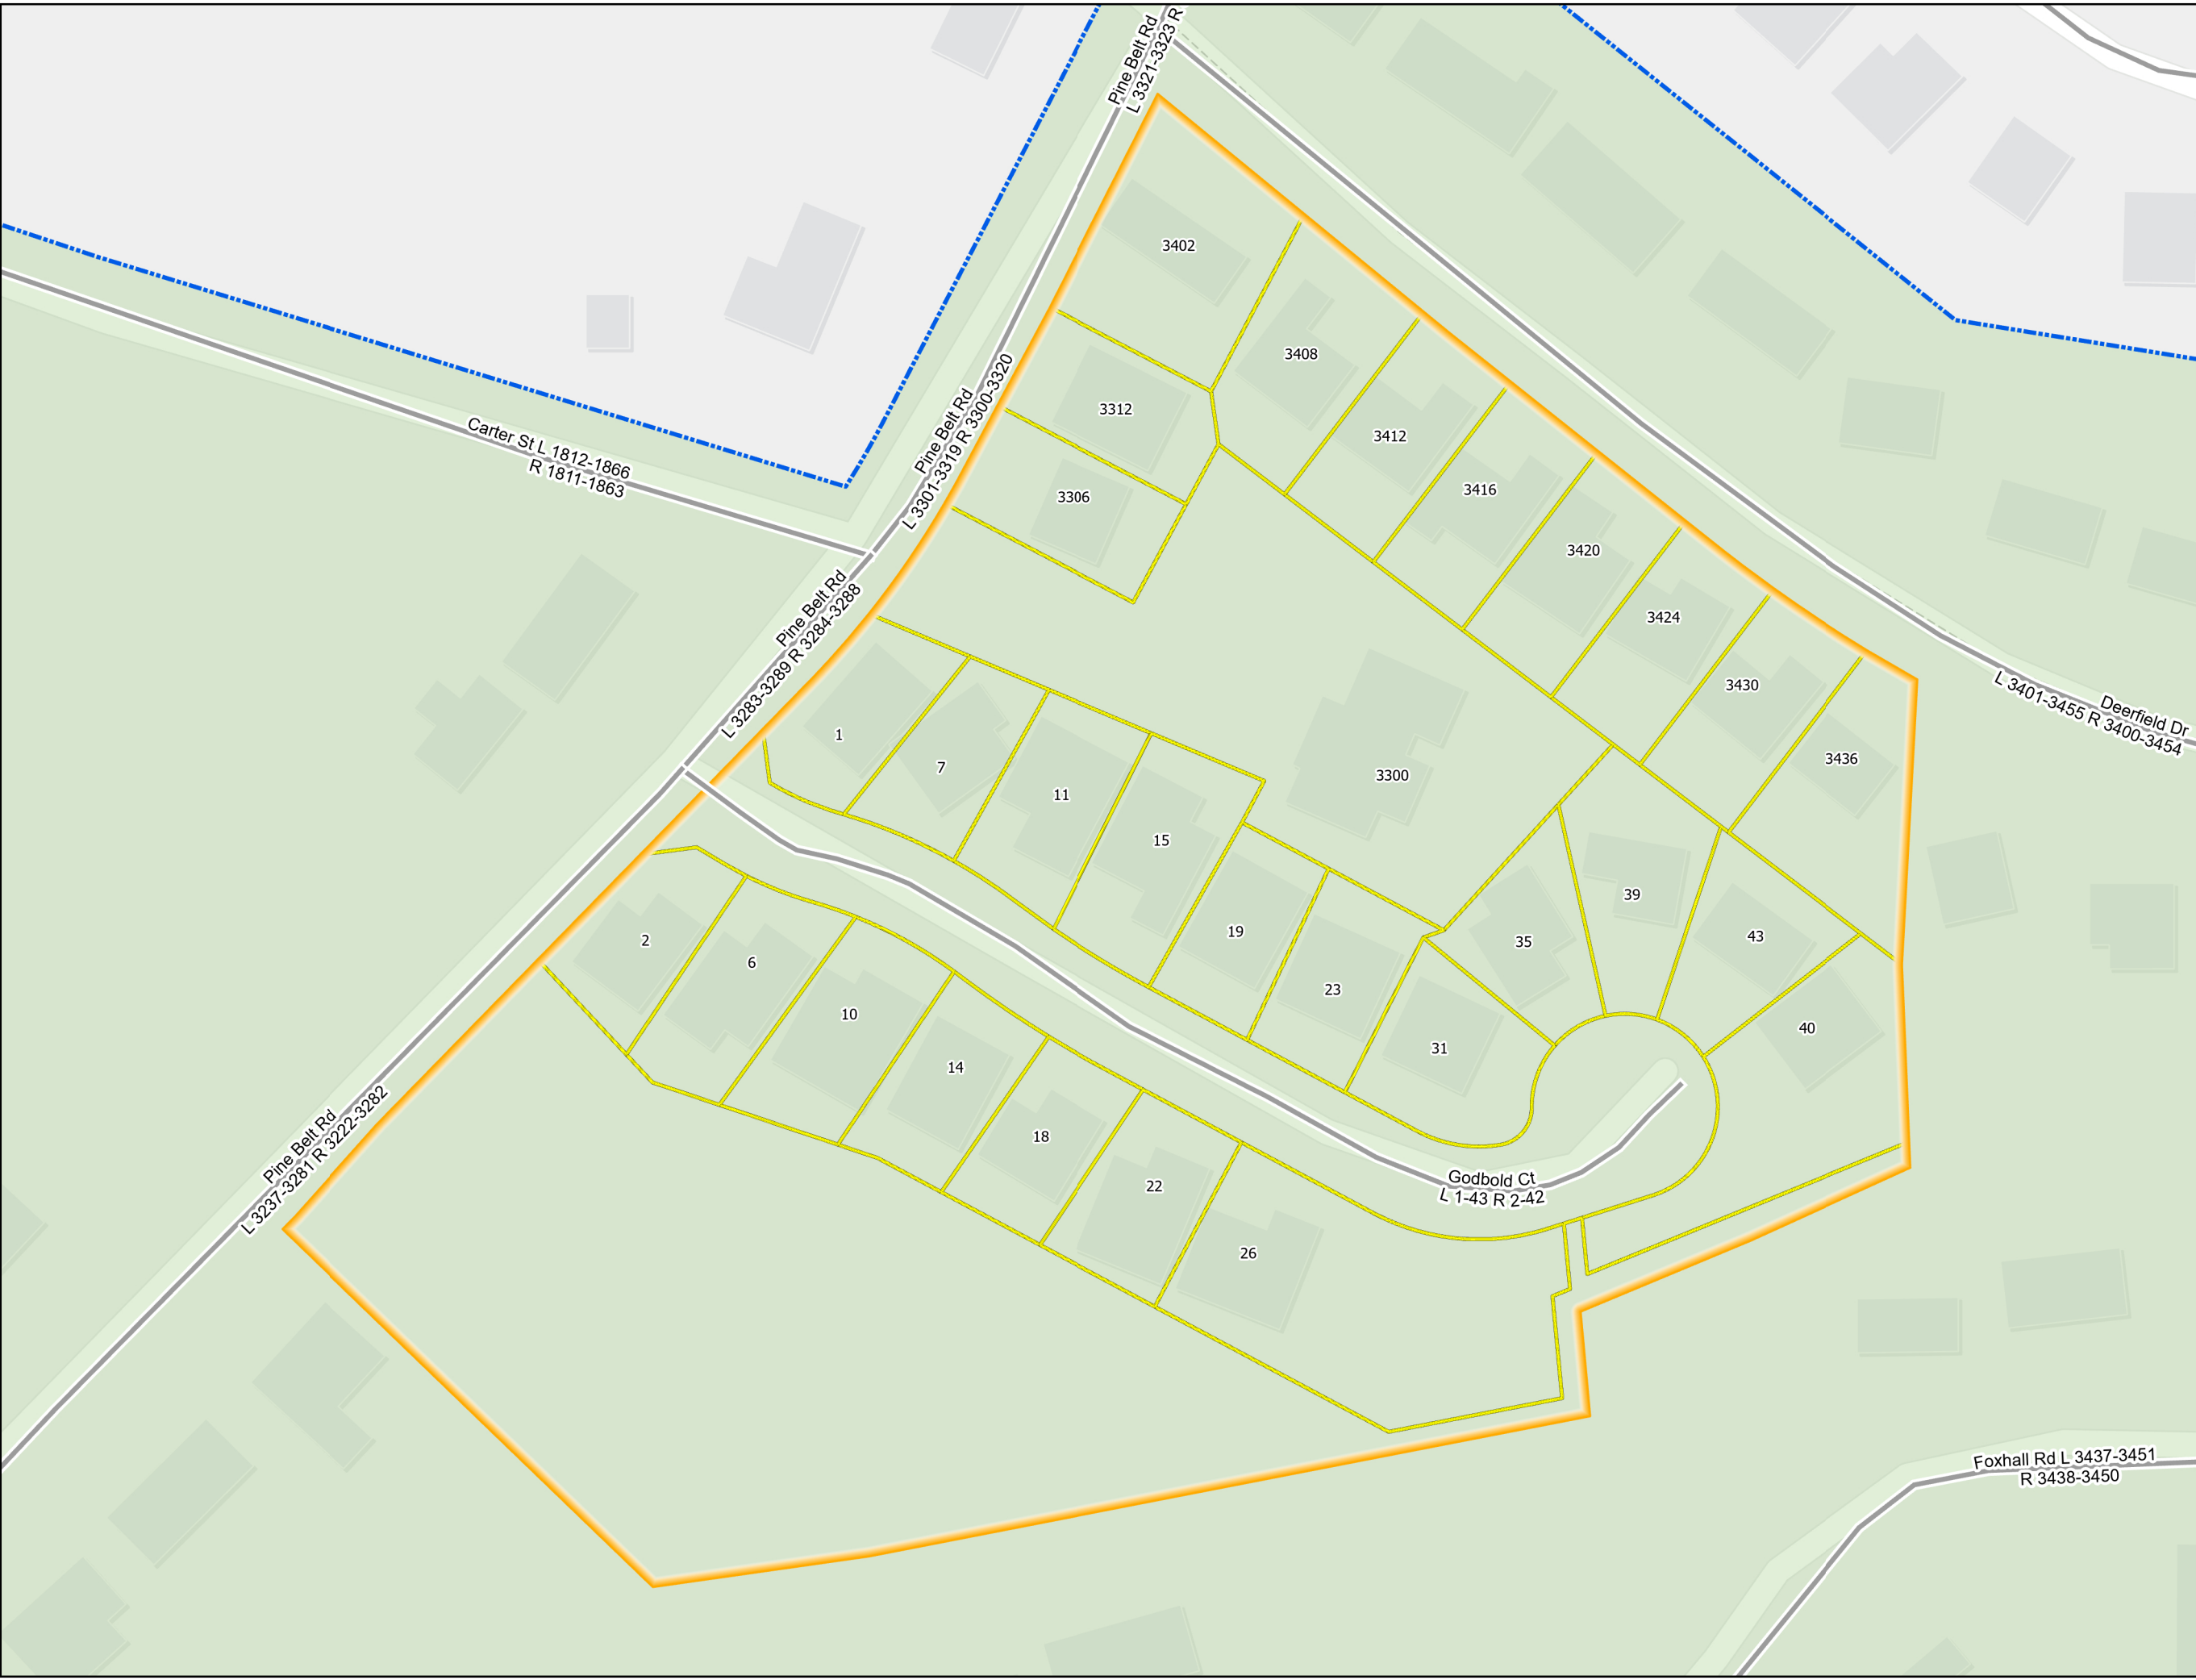 Pine Belt Rd
L 3321-3323 R
3402
3408
Pine Belt Rd
L 3301-3319 R 3300-3320
3312
3412
Carter St L 1812-1866
R 1811-1863
3306
3416
3420
Pine Belt Rd
L 3283-3289 R 3284-3288
3424
3430
Deerfield Dr
L 3401-3455 R 3400-3454
1
7
11
15
3300
3436
2
6
10
19
23
35
39
43
14
31
40
Pine Belt Rd
L 3237-3281 R 3222-3282
18
22
26
Godbold Ct
L 1-43 R 2-42
Foxhall Rd L 3437-3451
R 3438-3450